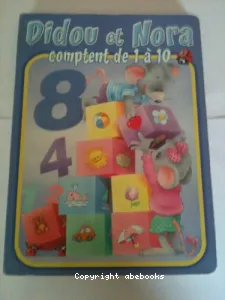 Didou et Nora
comptent de 1 à 10
8
4
Copyright abebooks